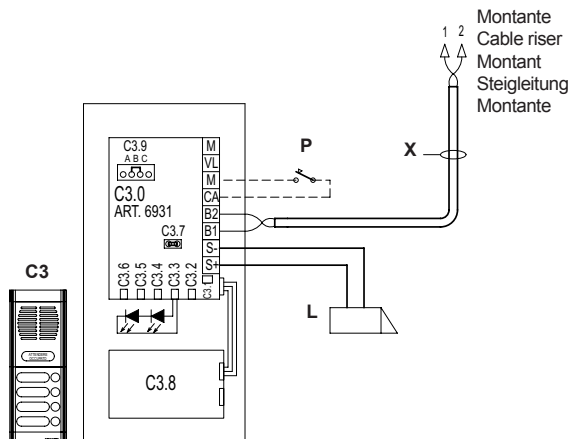 Montante
1 2
Cable riser
Montant
Steigleitung
Montante
X
P
C3.9
A B C
C3.0
ART. 6931
C3.7
M
VL
M
CA
B2
B1
S-
S+
C3.6
C3.5
C3.4
C3.3
C3.2
L
C3
C3.8